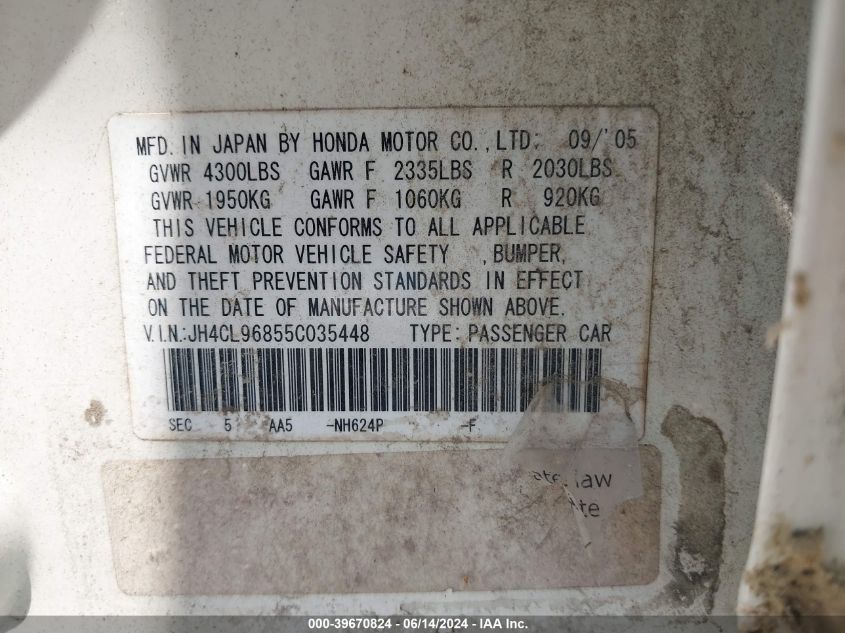 MFD. IN JAPAN BY HONDA MOTOR CO.,LTD. 09/'05
GVWR 4300LBS GAWR F 2335LBS R 2030LBS
GVWR 1950KG GAWR F 1060KG R 920KG
THIS VEHICLE CONFORMS TO ALL APPLICABLE
FEDERAL MOTOR VEHICLE SAFETY , BUMPER,
AND THEFT PREVENTION STANDARDS IN EFFECT
ON THE DATE OF MANUFACTURE SHOWN ABOVE.
V.I.N.:JH4CL96855C035448 TYPE: PASSENGER CAR
SEC 5 AA5 -NH624P -F
law
000-39670824 - 06/14/2024 - IAA Inc.